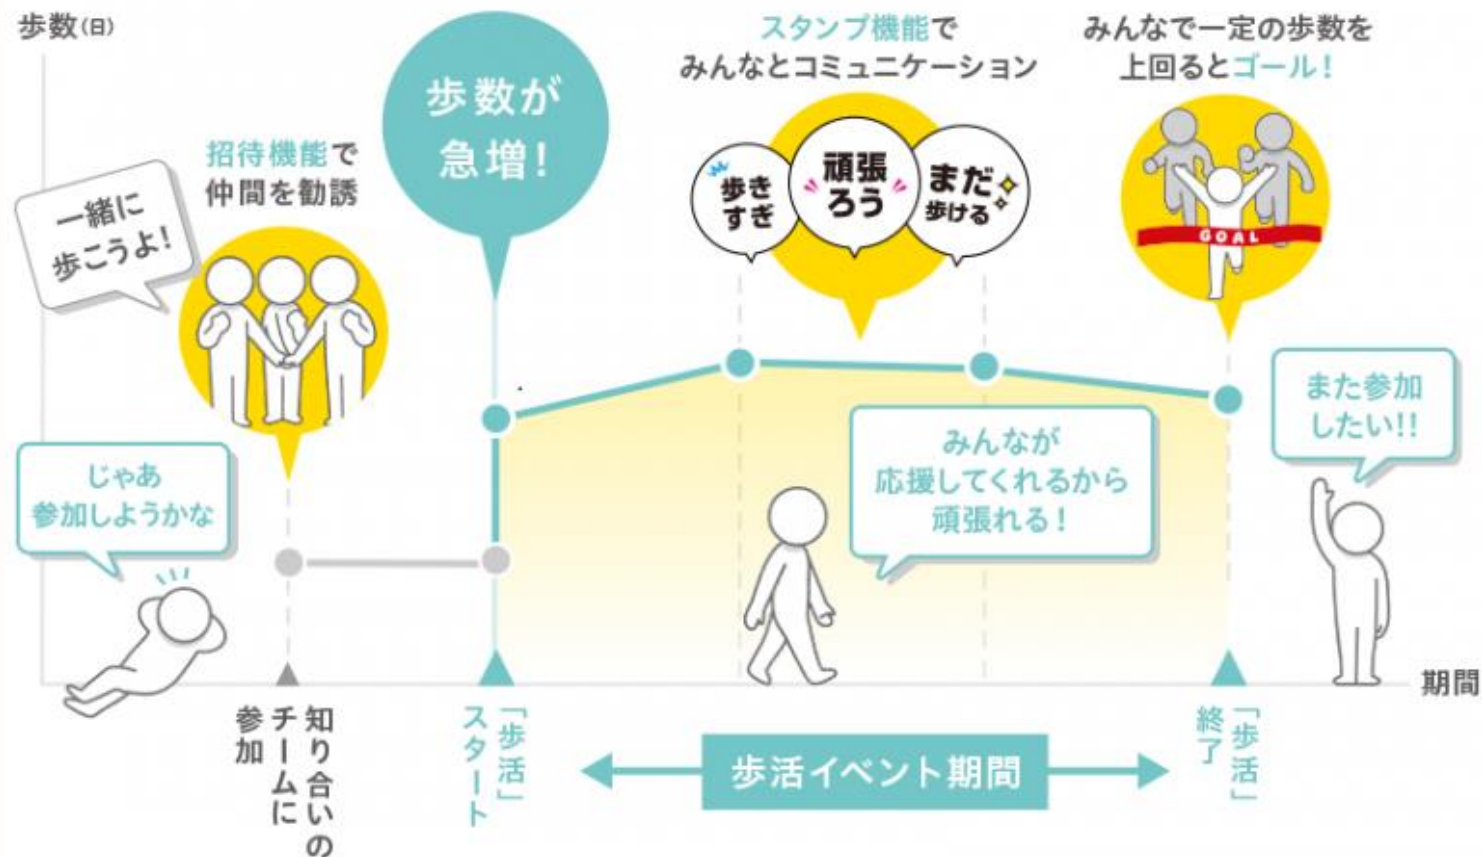 歩数(日)
歩数が
急増!
スタンプ機能で
みんなとコミュニケーション
みんなで一定の歩数を
上回るとゴール!
招待機能で
仲間を勧誘
一緒に
歩こうよ!
歩き
すぎ
頑張
ろう
まだ
歩ける
GOAL
じゃあ
参加しようかな
みんなが
応援してくれるから
頑張れる!
また参加
したい!!
期間
知り合いの
チームに
参加
「歩活」
スタート
歩活イベント期間
「歩活」
終了